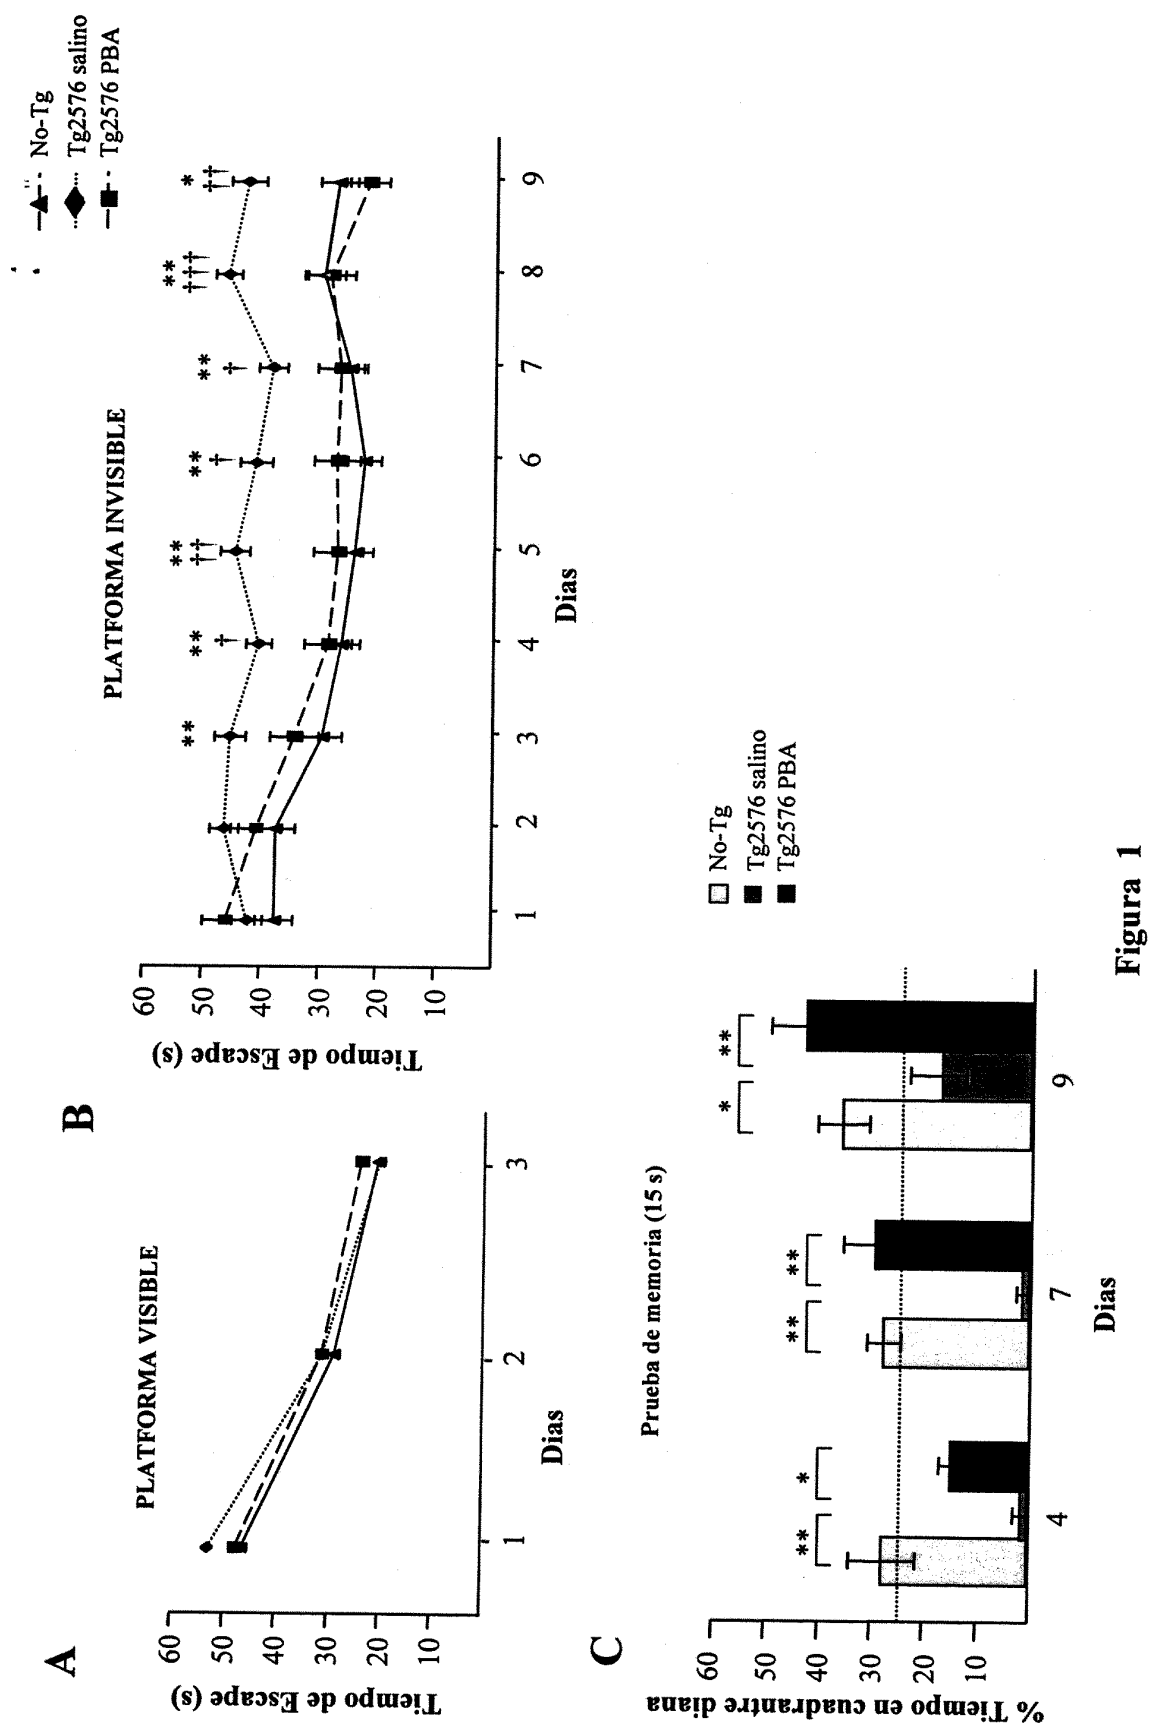 A
PLATFORMA VISIBLE
Tiempo de Escape (s)
60
50
40
30
20
10
1
2
3
Dias
B
PLATFORMA INVISIBLE
No-Tg
Tg2576 salino
Tg2576 PBA
Tiempo de Escape (s)
60
50
40
30
20
10
**
**
†
**
††
**
†
**
†
**
†††
*
††
1
2
3
4
5
6
7
8
9
Dias
C
Prueba de memoria (15 s)
No-Tg
Tg2576 salino
Tg2576 PBA
% Tiempo en cuadrantre diana
60
50
40
30
20
10
**
*
**
**
*
**
4
7
9
Dias
Figura 1